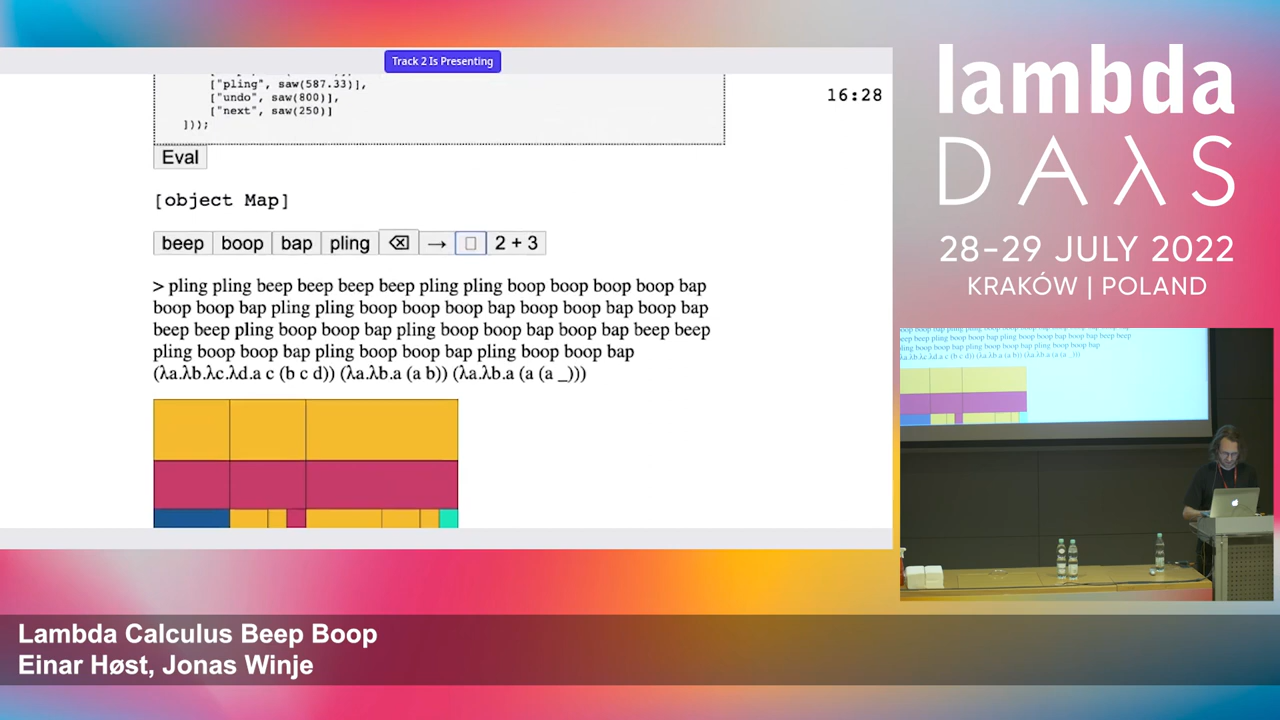 Track 2 Is Presenting
["pling", saw(587.33)],
["undo", saw(800)],
["next", saw(250)]
]));
16:28
Eval
[object Map]
beep boop bap pling ⌫ → 2 + 3
> pling pling beep beep beep beep pling pling boop boop boop boop bap
boop boop bap pling pling boop boop boop bap boop boop bap boop bap
beep beep pling boop boop bap pling boop boop bap boop bap beep beep
pling boop boop bap pling boop boop bap pling boop boop bap
(λa.λb.λc.λd.a c (b c d)) (λa.λb.a (a b)) (λa.λb.a (a (a _)))
lambda
DAλS
28–29 JULY 2022
KRAKÓW | POLAND
Lambda Calculus Beep Boop
Einar Høst, Jonas Winje